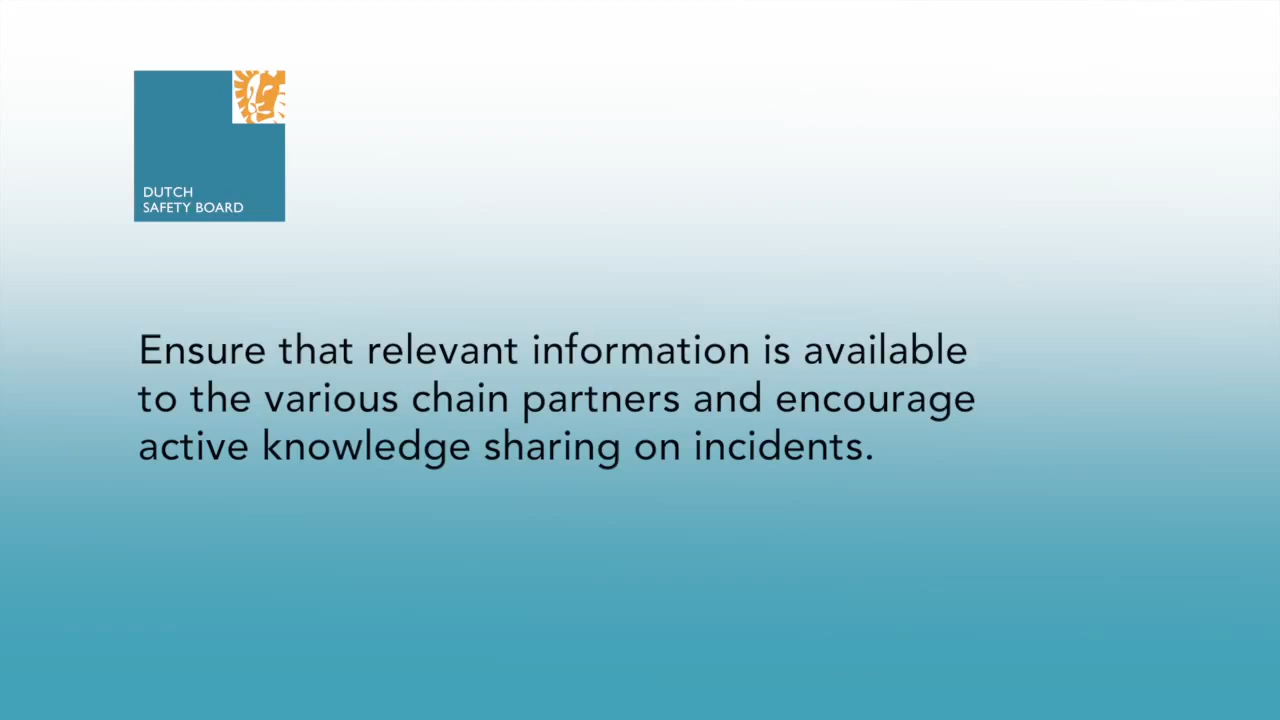 DUTCH
SAFETY BOARD
Ensure that relevant information is available
to the various chain partners and encourage
active knowledge sharing on incidents.